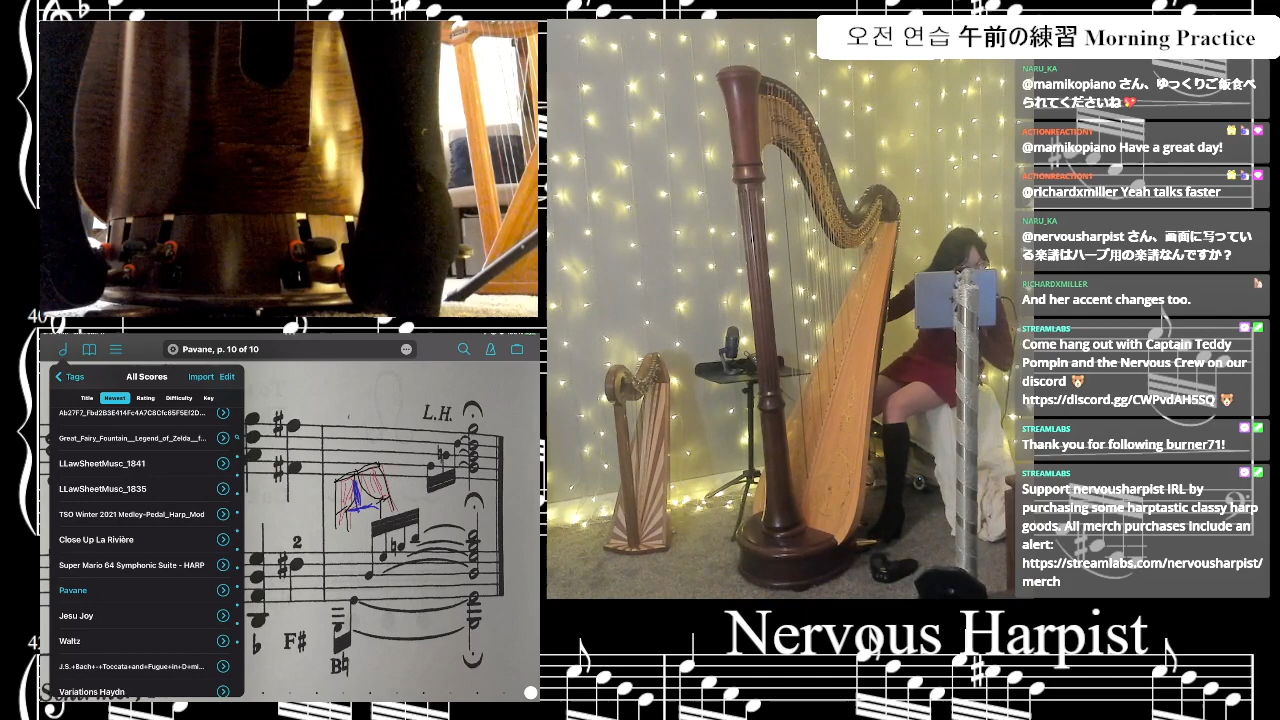 오전 연습 午前の練習 Morning Practice
NARU_KA
@mamikopiano さん、ゆっくりご飯食べ
られてくださいね
ACTIONREACTION1
@mamikopiano Have a great day!
ACTIONREACTION1
@richardxmiller Yeah talks faster
NARU_KA
@nervousharpist さん、画面に写ってい
る楽譜はハープ用の楽譜なんですか？
RICHARDXMILLER
And her accent changes too.
STREAMLABS
Come hang out with Captain Teddy
Pompin and the Nervous Crew on our
discord
https://discord.gg/CWPvdAH5SQ
STREAMLABS
Thank you for following burner71!
STREAMLABS
Support nervousharpist IRL by
purchasing some harptastic classy harp
goods. All merch purchases include an
alert:
https://streamlabs.com/nervousharpist/
merch
Pavane, p. 10 of 10
Tags All Scores Import Edit
Title Newest Rating Difficulty Key
Great_Fairy_Fountain__Legend_of_Zelda__f...
LLawSheetMusc_1841
LLawSheetMusc_1835
TSO Winter 2021 Medley-Pedal_Harp_Mod
Close Up La Rivière
Super Mario 64 Symphonic Suite - HARP
Pavane
Jesu Joy
Waltz
J.S.+Bach+-+Toccata+and+Fugue+in+D+mi...
Variations Haydn
L.H.
2
F#
B♮
Nervous Harpist